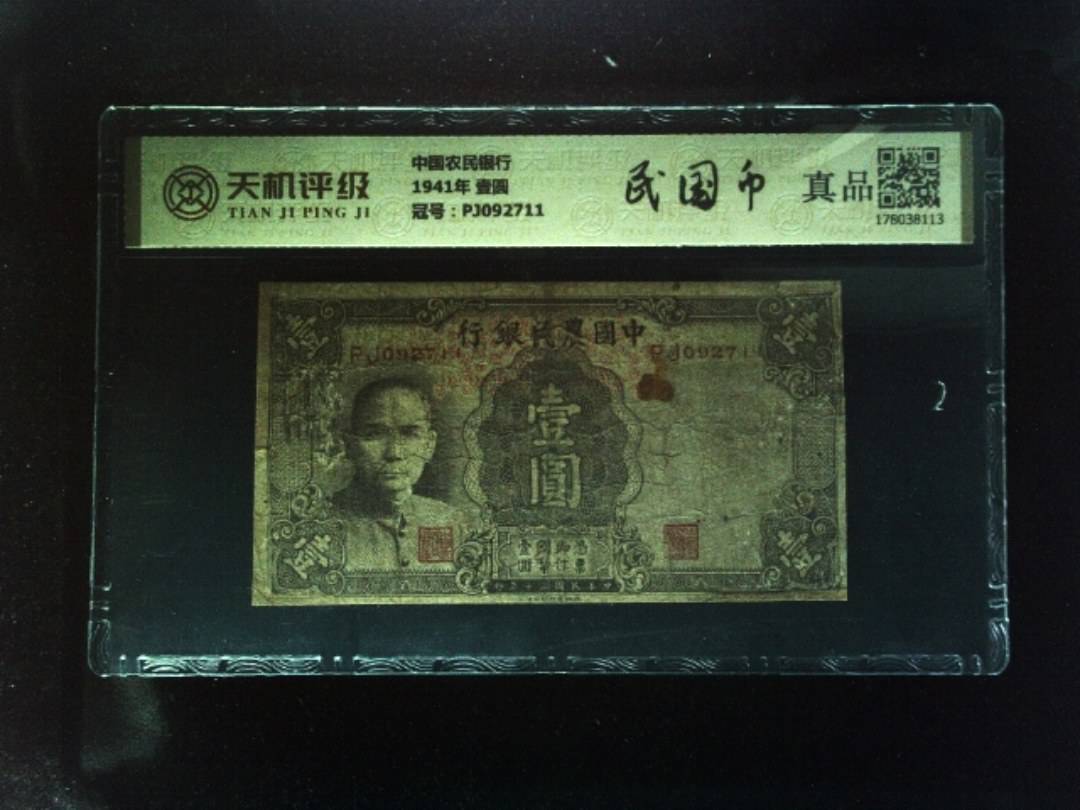 天机评级
TIAN JI PING JI
中国农民银行
1941年 壹圆
冠号：PJ092711
民国币
真品
178038113
行銀民農國中
PJ092711
PJ092711
壹
壹
壹圓
壹
壹